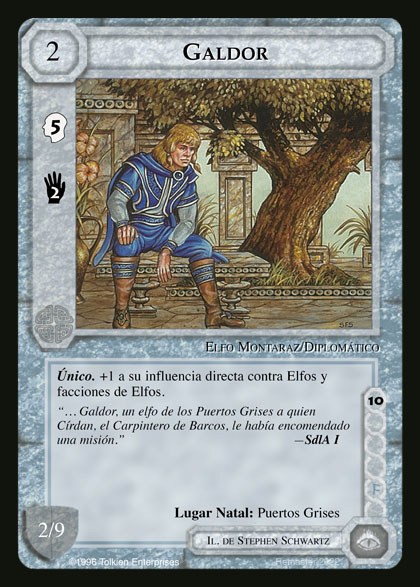 2
GALDOR
5
2
SFS
ELFO MONTARAZ/DIPLOMÁTICO
Único. +1 a su influencia directa contra Elfos y
facciones de Elfos.
“… Galdor, un elfo de los Puertos Grises a quien
Círdan, el Carpintero de Barcos, le había encomendado
una misión.” —SdlA I
10
Lugar Natal: Puertos Grises
2/9
IL. DE STEPHEN SCHWARTZ
©1996 Tolkien Enterprises